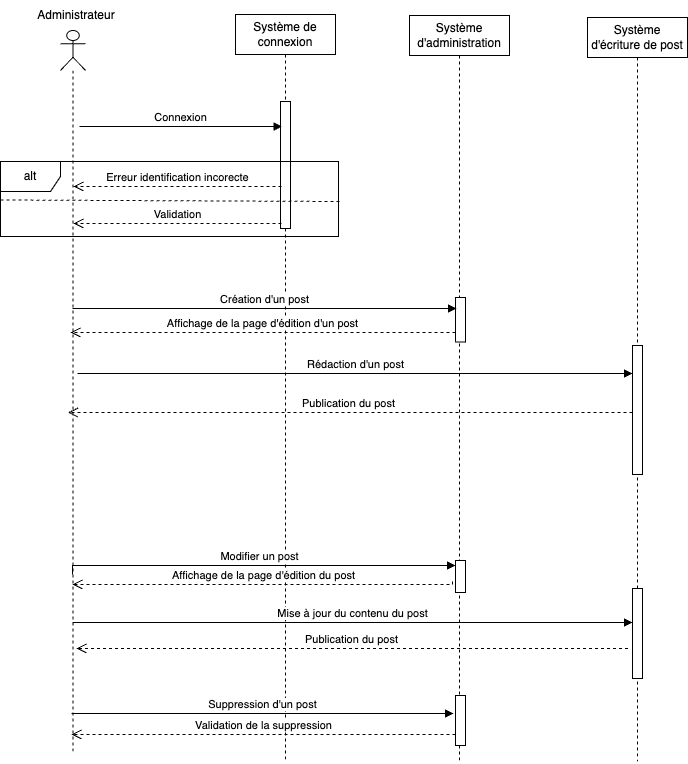 Administrateur
Système de
connexion
Système
d'administration
Système
d'écriture de post
Connexion
alt
Erreur identification incorecte
Validation
Création d'un post
Affichage de la page d'édition d'un post
Rédaction d'un post
Publication du post
Modifier un post
Affichage de la page d'édition du post
Mise à jour du contenu du post
Publication du post
Suppression d'un post
Validation de la suppression